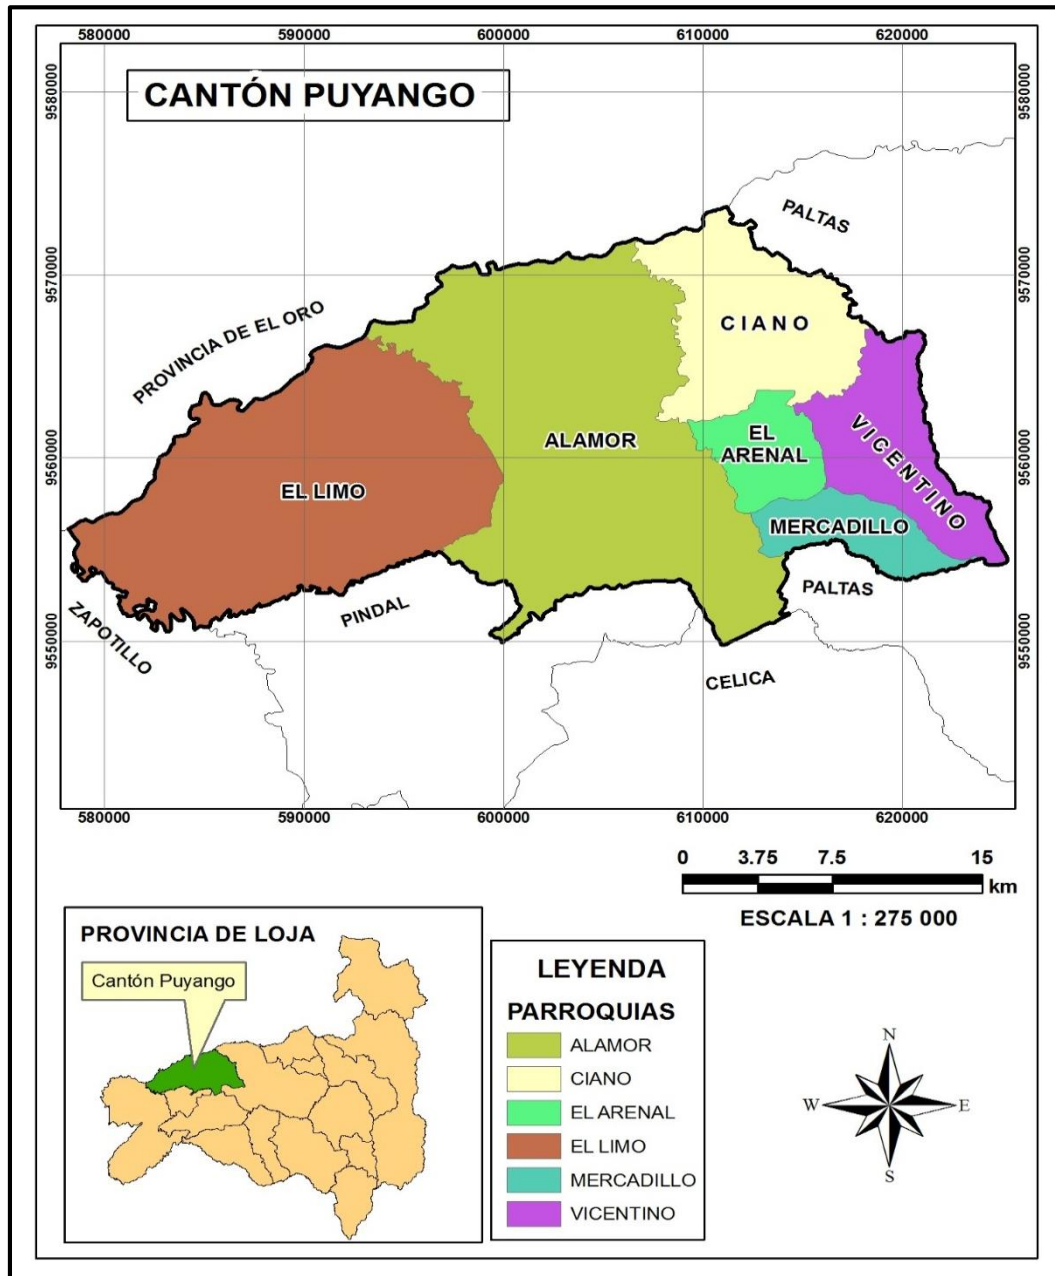 580000 590000 600000 610000 620000
CANTÓN PUYANGO
9580000 9580000
PALTAS
9570000 9570000
PROVINCIA DE EL ORO
CIANO
ALAMOR
EL
ARENAL
VICENTINO
9560000 9560000
EL LIMO
MERCADILLO
PALTAS
ZAPOTILLO
PINDAL
9550000 9550000
CELICA
580000 590000 600000 610000 620000
0 3.75 7.5 15
km
ESCALA 1 : 275 000
PROVINCIA DE LOJA
Cantón Puyango
LEYENDA
PARROQUIAS
ALAMOR
CIANO
EL ARENAL
EL LIMO
MERCADILLO
VICENTINO
N
W E
S